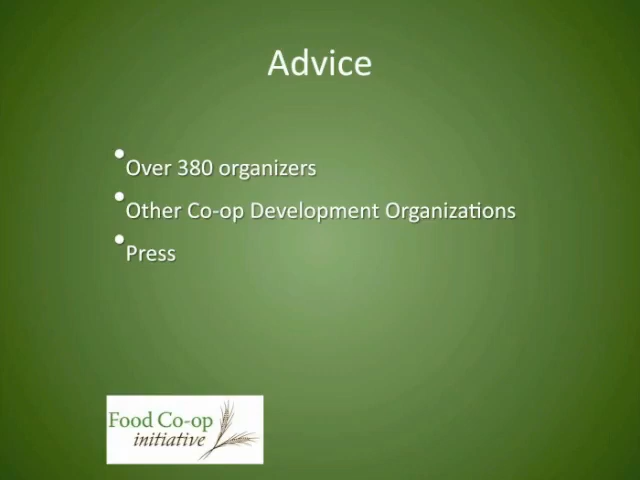 Advice
• Over 380 organizers
• Other Co-op Development Organizations
• Press
Food Co-op
initiative